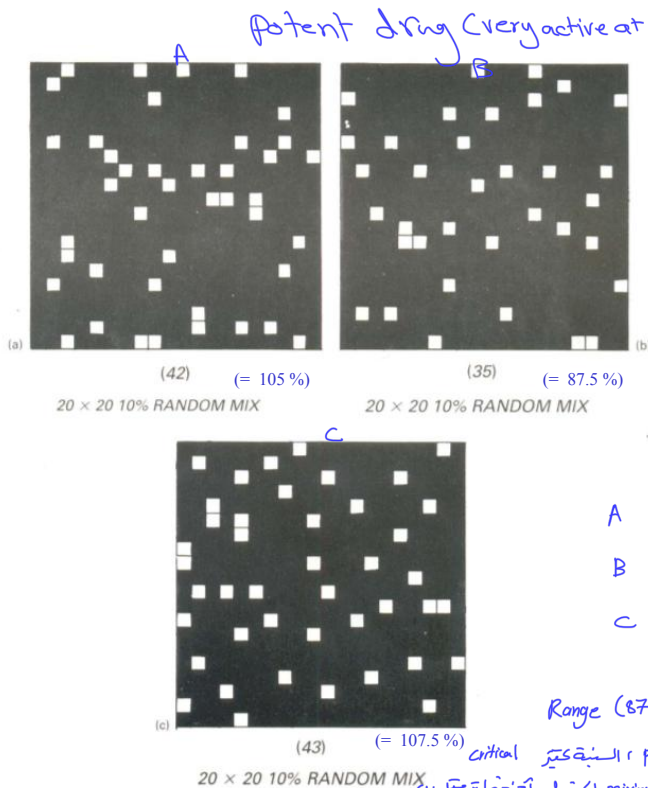 potent drug (very active at
A
B
(a)
(b
(42)
(= 105 %)
(35)
(= 87.5 %)
20 × 20 10% RANDOM MIX
20 × 20 10% RANDOM MIX
C
A
B
C
Range (87
(c)
(43)
(= 107.5 %)
critical
20 × 20 10% RANDOM MIX